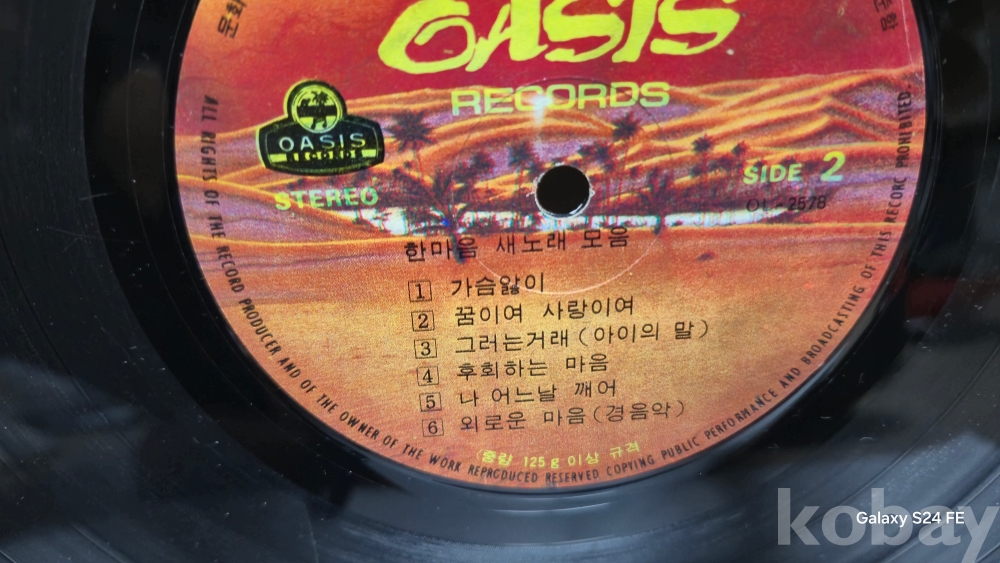 OASIS
RECORDS
OASIS
RECORDS
STEREO
SIDE 2
OL-2578
한마음 새노래 모음
1 가슴앓이
2 꿈이여 사랑이여
3 그러는거래(아이의 말)
4 후회하는 마음
5 나 어느날 깨어
6 외로운 마음(경음악)
(중량 125g 이상 규격
ALL RIGHTS OF THE RECORD PRODUCER AND OF THE OWNER OF THE WORK REPRODUCED RESERVED COPYING PUBLIC PERFORMANCE AND BROADCASTING OF THIS RECORC PROHIBITED.
문화
kobay
Galaxy S24 FE